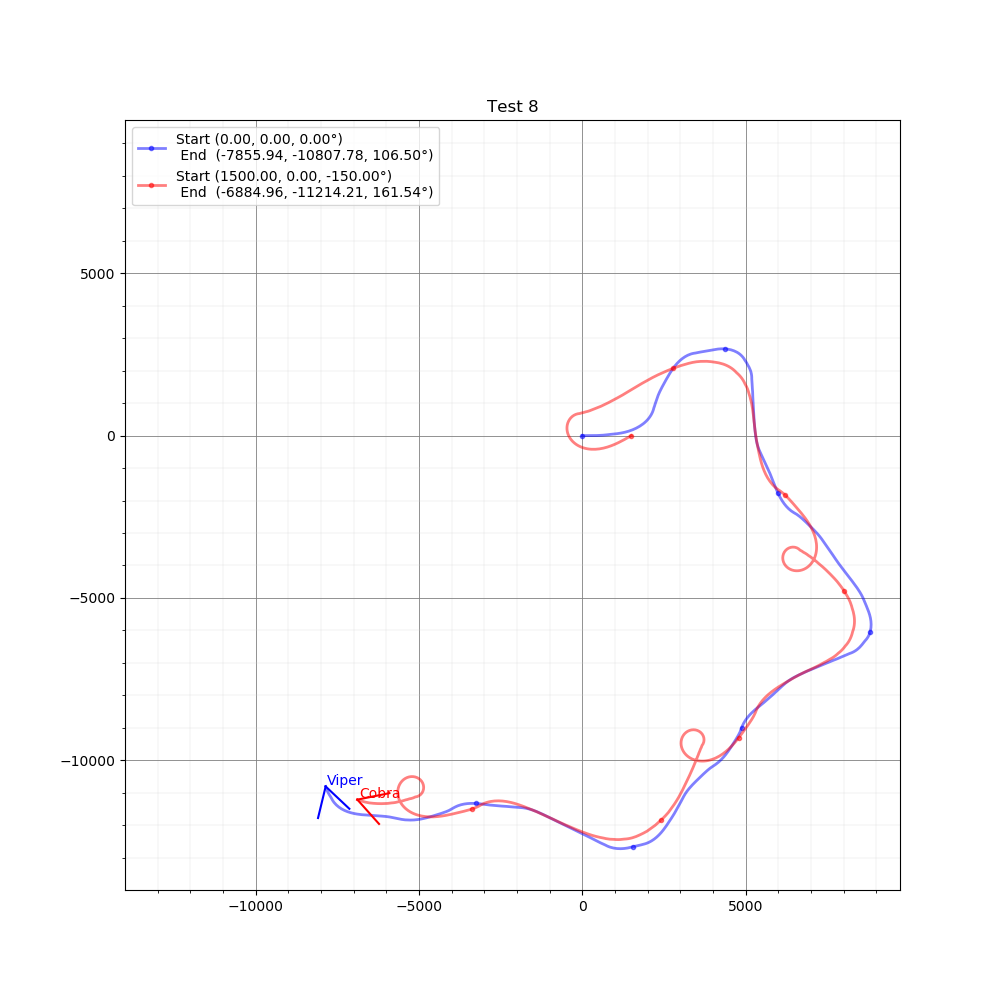 Test 8
Start (0.00, 0.00, 0.00°)
End (-7855.94, -10807.78, 106.50°)
Start (1500.00, 0.00, -150.00°)
End (-6884.96, -11214.21, 161.54°)
5000
0
−5000
−10000
Viper
Cobra
−10000 −5000 0 5000